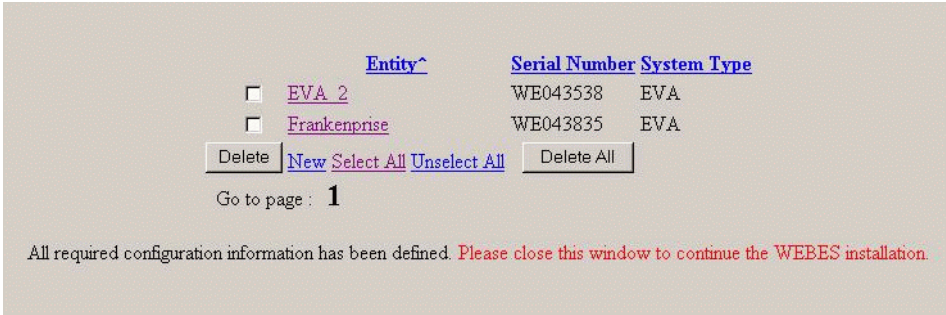 Entity^ Serial Number System Type
EVA_2 WE043538 EVA
Frankenprise WE043835 EVA
Delete New Select All Unselect All Delete All
Go to page : 1
All required configuration information has been defined. Please close this window to continue the WEBES installation.